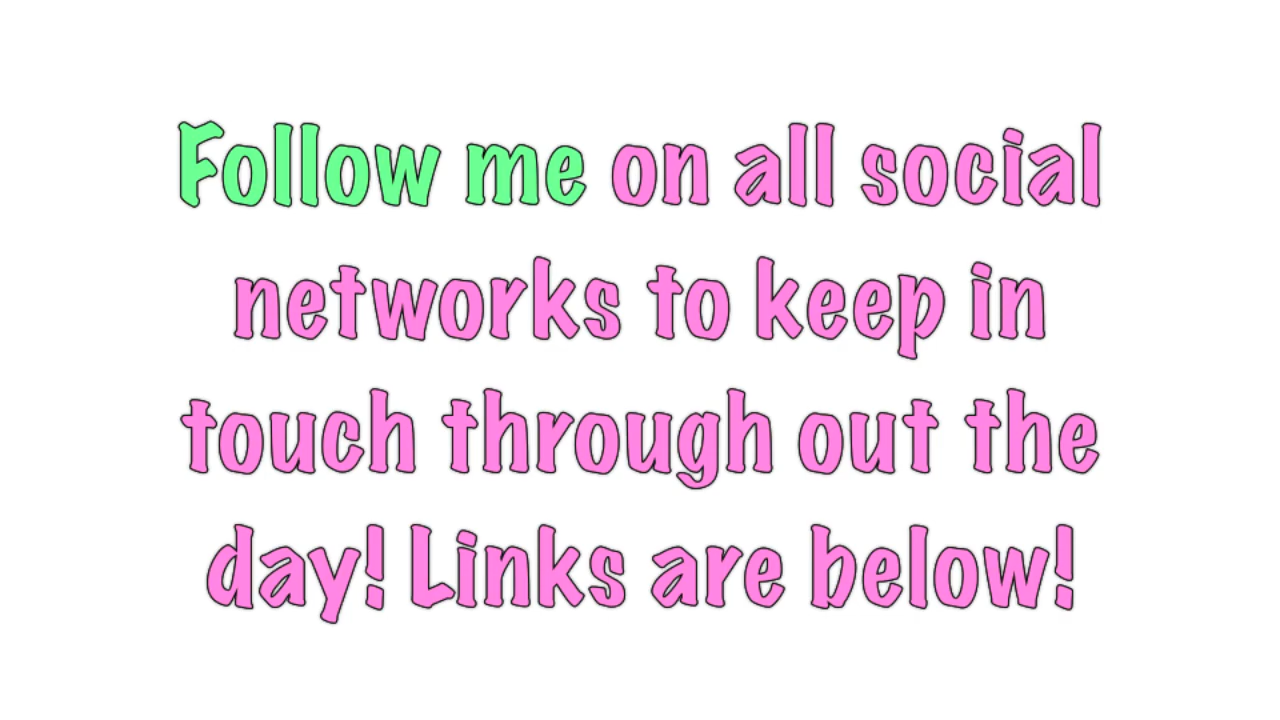 Follow me on all social
networks to keep in
touch through out the
day! Links are below!